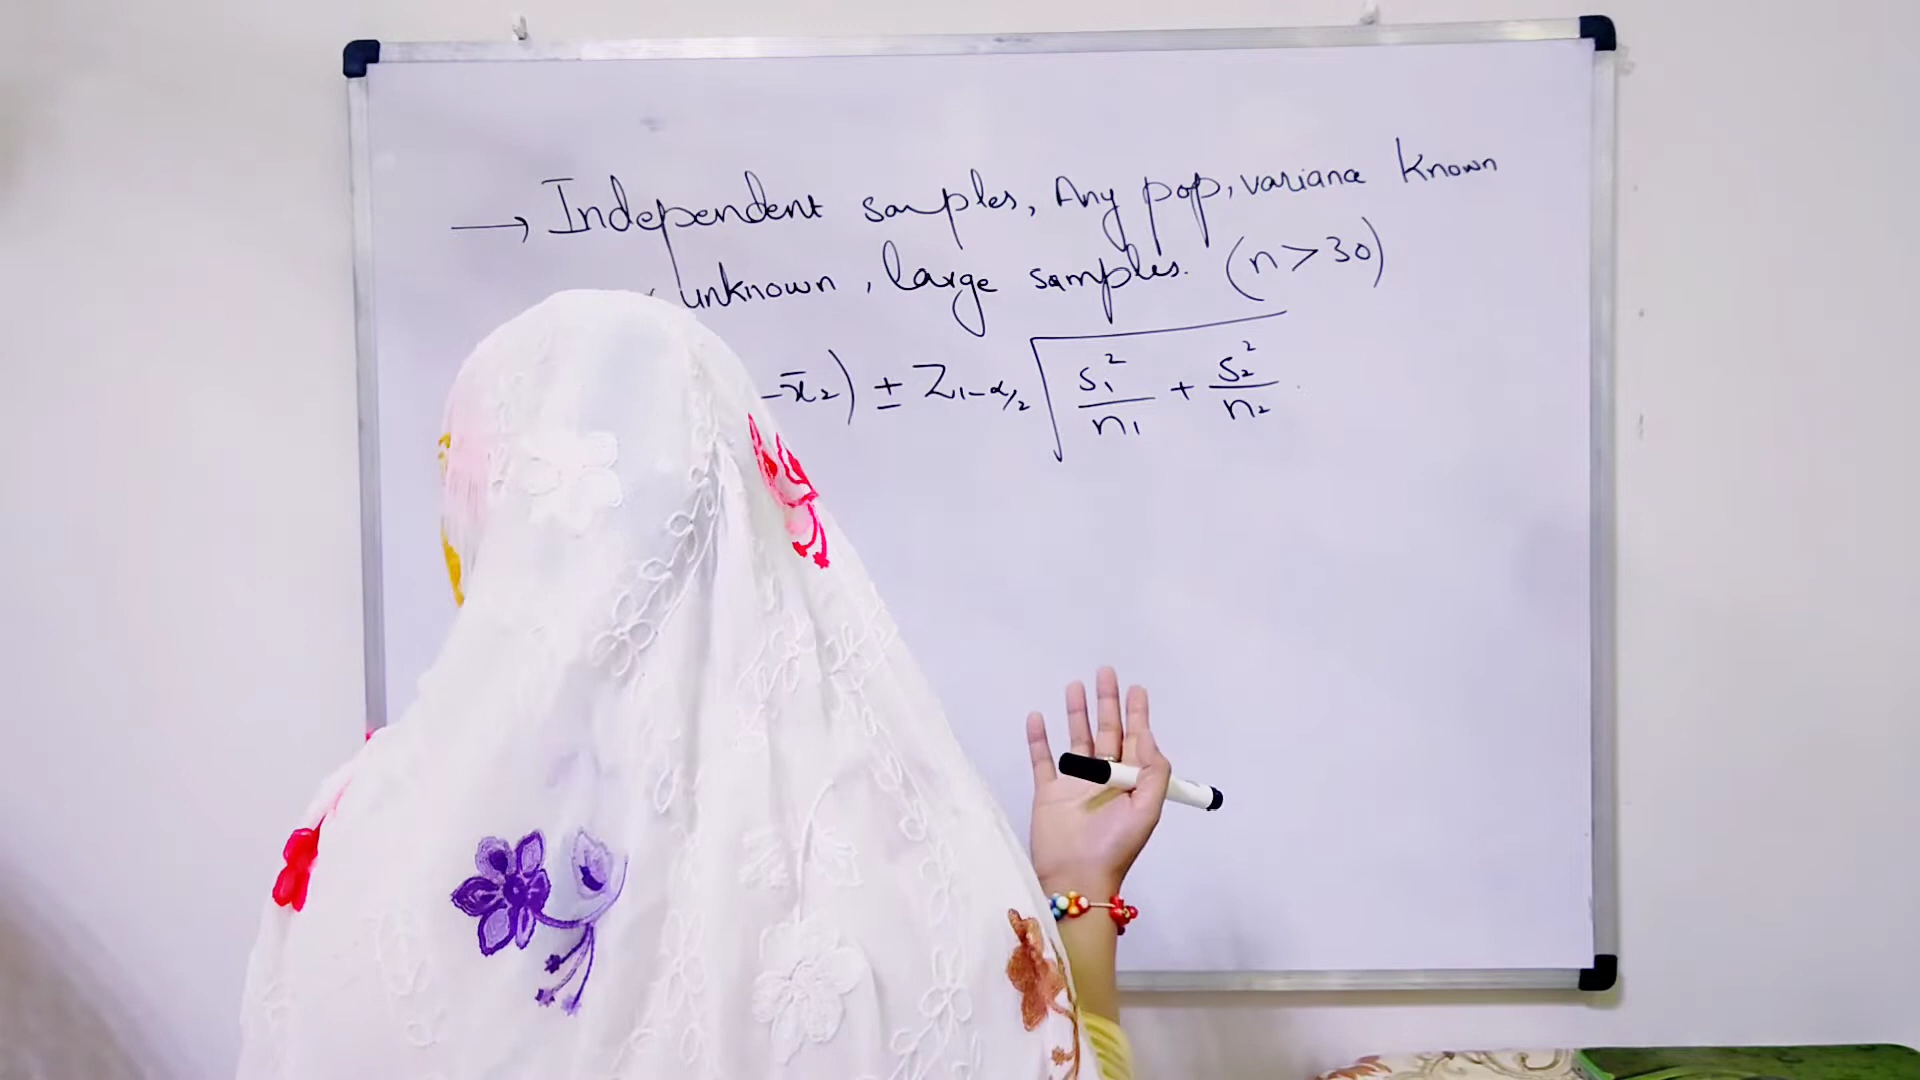 → Independent samples, Any pop, variance known
unknown, large samples. (n > 30)
- x̄₂) ± Z₁₋α/₂ √(s₁²/n₁ + s₂²/n₂)